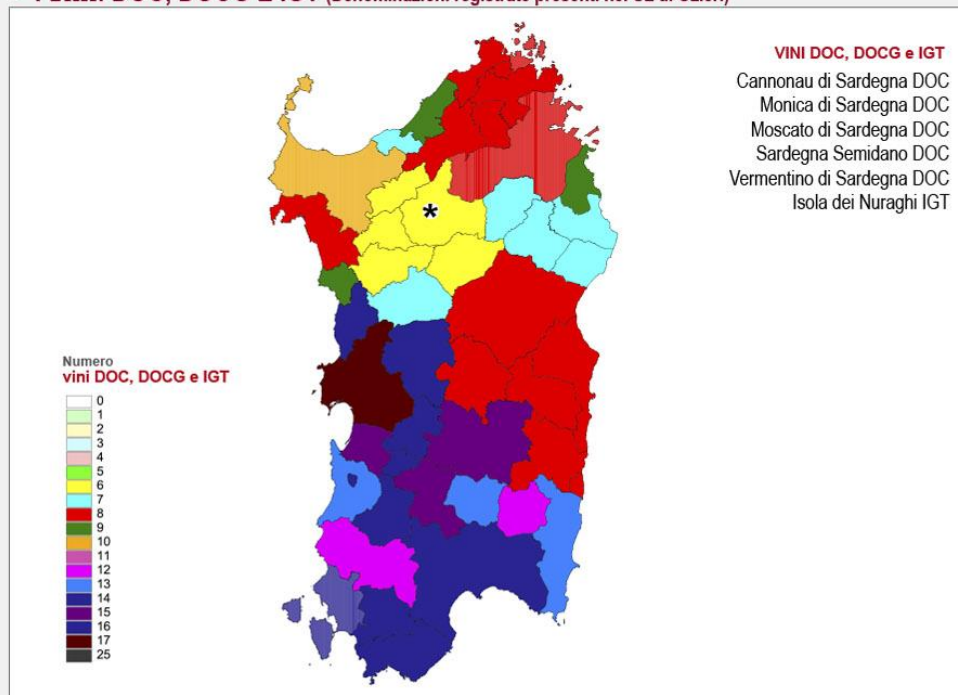 VINI DOC, DOCG e IGT
Cannonau di Sardegna DOC
Monica di Sardegna DOC
Moscato di Sardegna DOC
Sardegna Semidano DOC
Vermentino di Sardegna DOC
Isola dei Nuraghi IGT
*
Numero
vini DOC, DOCG e IGT
0
1
2
3
4
5
6
7
8
9
10
11
12
13
14
15
16
17
25